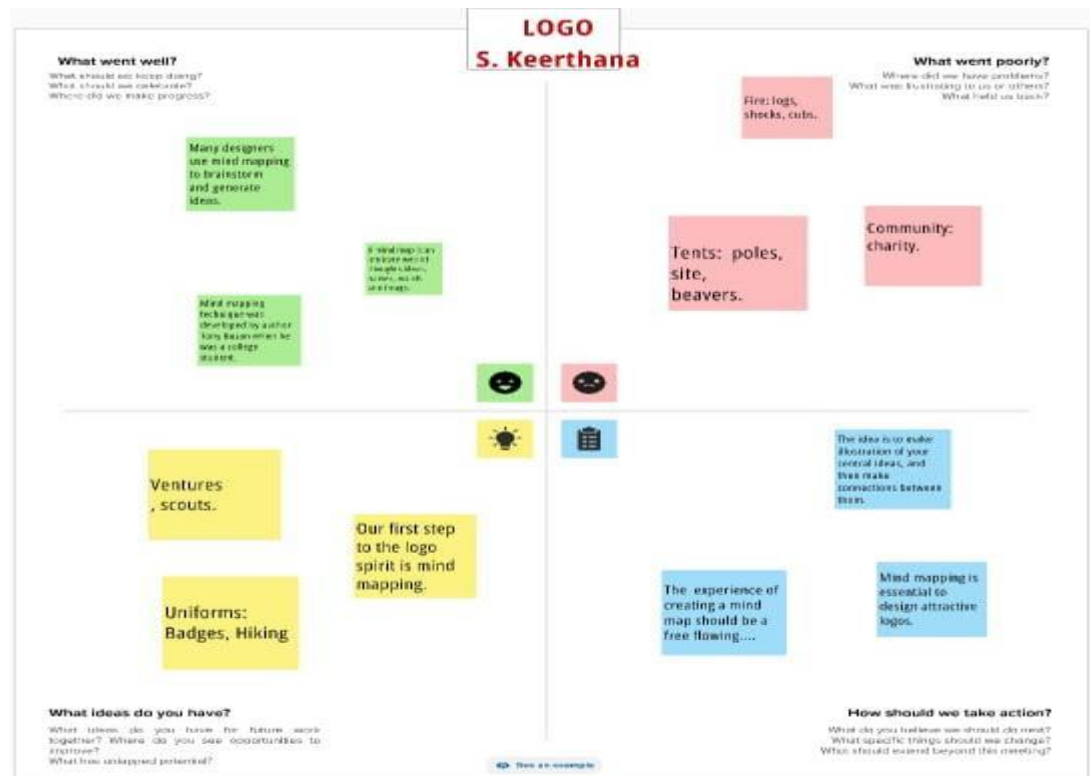 LOGO
S. Keerthana
What went well?
What should we keep doing?
What should we celebrate?
Where did we make progress?
Many designers
use mind mapping
to brainstorm
and generate
ideas.
ideas,
Mind mapping
technique was
developed by author
Tony Buzan when he
was a college
student.
What went poorly?
Where did we have problems?
What was frustrating to us or others?
What held us back?
Fire: logs,
shocks, cubs.
Tents: poles,
site,
beavers.
Community:
charity.
Ventures
, scouts.
Our first step
to the logo
spirit is mind
mapping.
Uniforms:
Badges, Hiking
What ideas do you have?
What ideas do you have for future work
together? Where do you see opportunities to
improve?
What has untapped potential?
The idea is to make
illustration of your
central ideas, and
then make
connections between
them.
The experience of
creating a mind
map should be a
free flowing....
Mind mapping is
essential to
design attractive
logos.
How should we take action?
What do you believe we should do next?
What specific things should we change?
What should extend beyond this meeting?
See an example